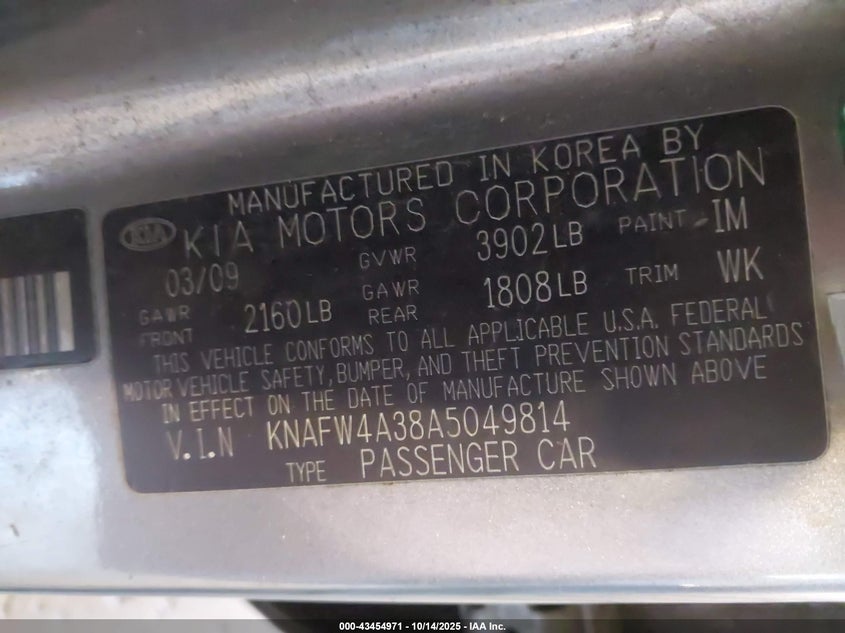 MANUFACTURED IN KOREA BY
KIA KIA MOTORS CORPORATION
03/09 GVWR 3902LB PAINT IM
GAWR FRONT 2160LB GAWR REAR 1808LB TRIM WK
THIS VEHICLE CONFORMS TO ALL APPLICABLE U.S.A. FEDERAL
MOTOR VEHICLE SAFETY, BUMPER, AND THEFT PREVENTION STANDARDS
IN EFFECT ON THE DATE OF MANUFACTURE SHOWN ABOVE
V.I.N KNAFW4A38A5049814
TYPE PASSENGER CAR
000-43454971 | 10/14/2025 | IAA Inc.